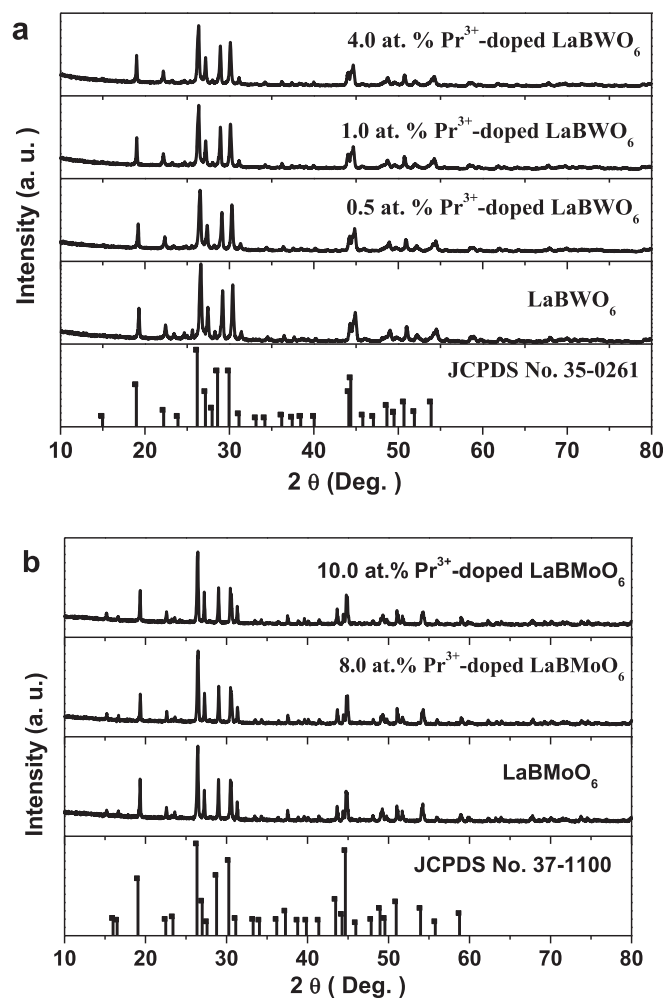 a
4.0 at. % Pr³⁺-doped LaBWO₆
1.0 at. % Pr³⁺-doped LaBWO₆
0.5 at. % Pr³⁺-doped LaBWO₆
LaBWO₆
JCPDS No. 35-0261
Intensity (a. u. )
10 20 30 40 50 60 70 80
2 θ (Deg. )
b
10.0 at.% Pr³⁺-doped LaBMoO₆
8.0 at.% Pr³⁺-doped LaBMoO₆
LaBMoO₆
JCPDS No. 37-1100
Intensity (a. u.)
10 20 30 40 50 60 70 80
2 θ ( Deg. )